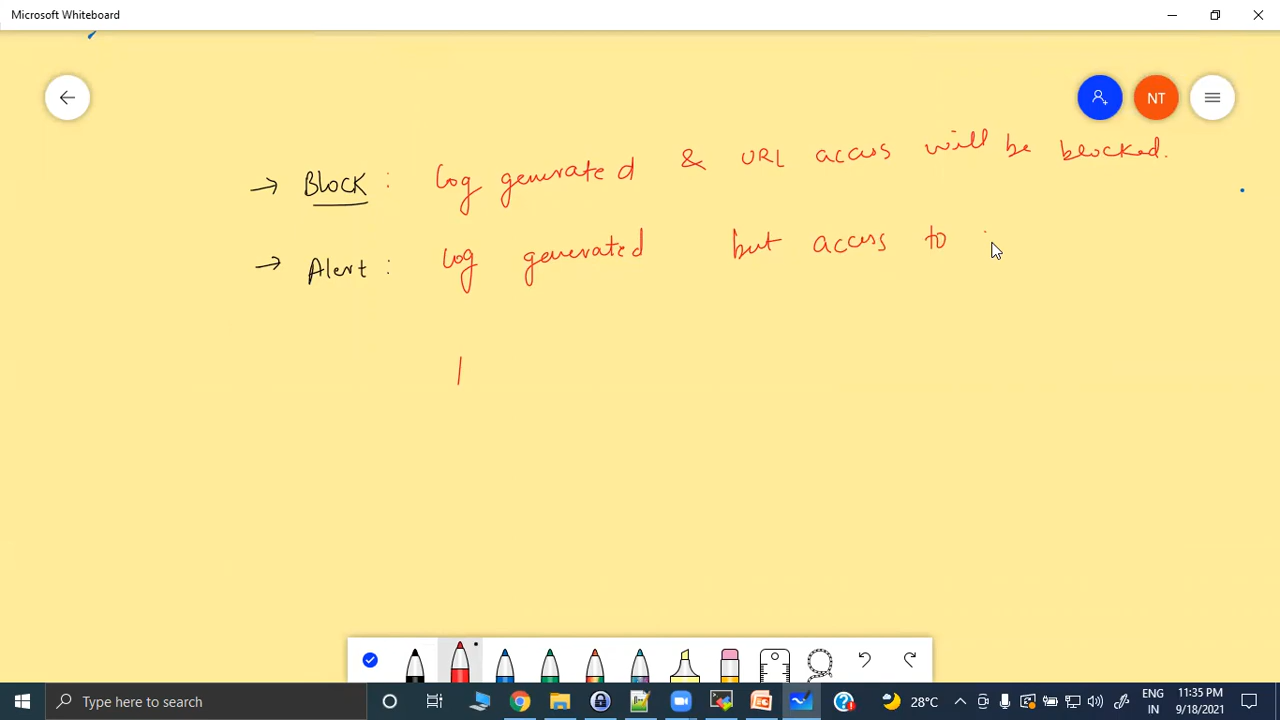 Microsoft Whiteboard
NT
→ Block : Log generated & URL access will be blocked.
→ Alert : Log generated but access to
Type here to search
28°C
ENG
IN
11:35 PM
9/18/2021